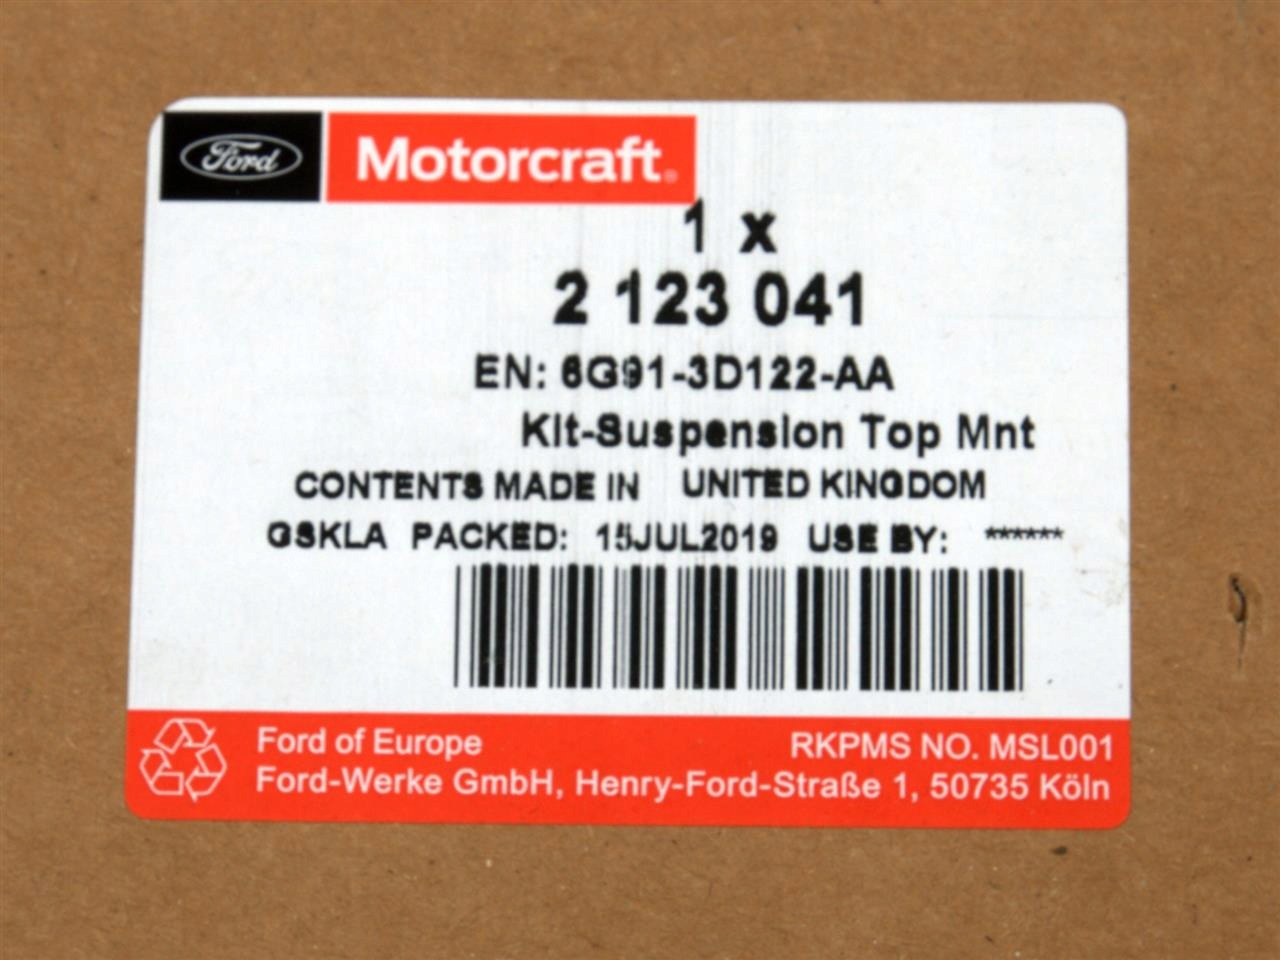 Ford Motorcraft®
1 x
2 123 041
EN: 6G91-3D122-AA
Kit-Suspension Top Mnt
CONTENTS MADE IN UNITED KINGDOM
GSKLA PACKED: 15JUL2019 USE BY: ******
Ford of Europe RKPMS NO. MSL001
Ford-Werke GmbH, Henry-Ford-Straße 1, 50735 Köln